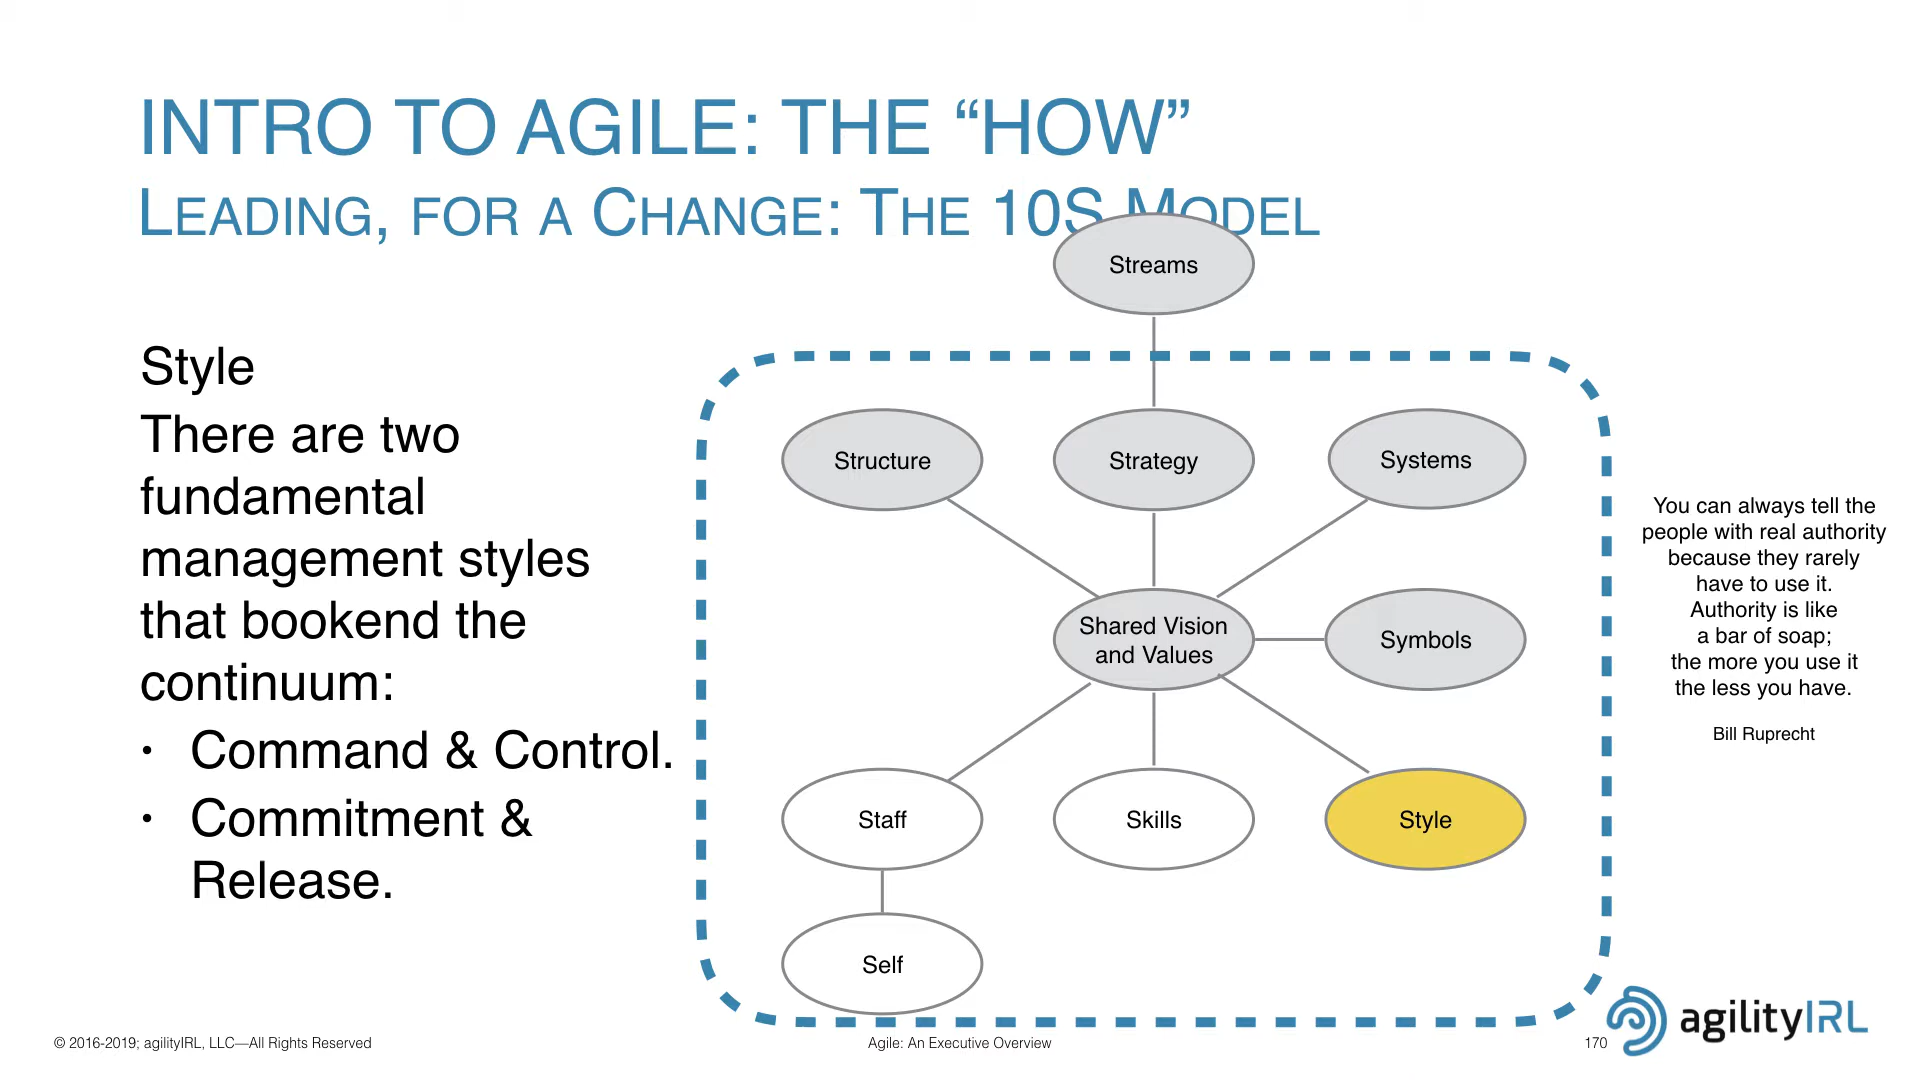 INTRO TO AGILE: THE “HOW”
LEADING, FOR A CHANGE: THE 10S MODEL
Style
There are two
fundamental
management styles
that bookend the
continuum:
• Command & Control.
• Commitment &
Release.
Streams
Structure
Strategy
Systems
Shared Vision
and Values
Symbols
Staff
Skills
Style
Self
You can always tell the
people with real authority
because they rarely
have to use it.
Authority is like
a bar of soap;
the more you use it
the less you have.
Bill Ruprecht
© 2016-2019; agilityIRL, LLC—All Rights Reserved
Agile: An Executive Overview
170
agilityIRL